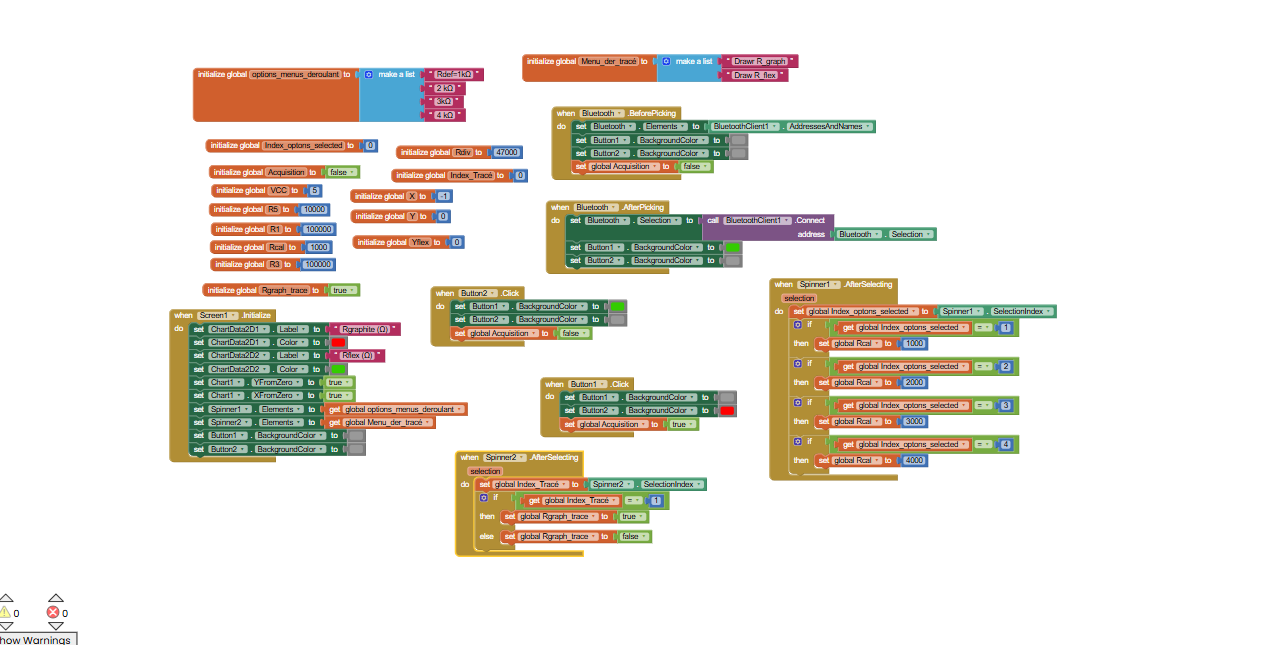 initialize global options_menus_deroulant to make a list " Rdef=1kΩ "
" 2 kΩ "
" 3kΩ "
" 4 kΩ "
initialize global Menu_der_tracé to make a list " Drawr R_graph "
" Draw R_flex "
initialize global Index_optons_selected to 0
initialize global Rdiv to 47000
initialize global Acquisition to false
initialize global Index_Tracé to 0
initialize global VCC to 5
initialize global X to -1
initialize global R5 to 10000
initialize global Y to 0
initialize global R1 to 100000
initialize global Yflex to 0
initialize global Rcal to 1000
initialize global R3 to 100000
initialize global Rgraph_trace to true
when Bluetooth .BeforePicking
do set Bluetooth . Elements to BluetoothClient1 . AddressesAndNames
set Button1 . BackgroundColor to
set Button2 . BackgroundColor to
set global Acquisition to false
when Bluetooth .AfterPicking
do set Bluetooth . Selection to call BluetoothClient1 .Connect
address Bluetooth . Selection
set Button1 . BackgroundColor to
set Button2 . BackgroundColor to
when Screen1 .Initialize
do set ChartData2D1 . Label to " Rgraphite (Ω) "
set ChartData2D1 . Color to
set ChartData2D2 . Label to " Rflex (Ω) "
set ChartData2D2 . Color to
set Chart1 . YFromZero to true
set Chart1 . XFromZero to true
set Spinner1 . Elements to get global options_menus_deroulant
set Spinner2 . Elements to get global Menu_der_tracé
set Button1 . BackgroundColor to
set Button2 . BackgroundColor to
when Button2 .Click
do set Button1 . BackgroundColor to
set Button2 . BackgroundColor to
set global Acquisition to false
when Button1 .Click
do set Button1 . BackgroundColor to
set Button2 . BackgroundColor to
set global Acquisition to true
when Spinner2 .AfterSelecting
selection
do set global Index_Tracé to Spinner2 . SelectionIndex
if get global Index_Tracé = 1
then set global Rgraph_trace to true
else set global Rgraph_trace to false
when Spinner1 .AfterSelecting
selection
do set global Index_optons_selected to Spinner1 . SelectionIndex
if get global Index_optons_selected = 1
then set global Rcal to 1000
if get global Index_optons_selected = 2
then set global Rcal to 2000
if get global Index_optons_selected = 3
then set global Rcal to 3000
if get global Index_optons_selected = 4
then set global Rcal to 4000
0 0
how Warnings